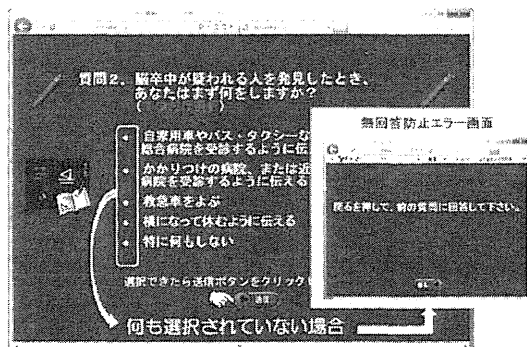 質問2. 脳卒中が疑われる人を発見したとき、
あなたはまず何をしますか?
自家用車やバス・タクシーな
総合病院を受診するように伝
かかりつけの病院、または近
病院を受診するように伝える
救急車をよぶ
横になって休むように伝える
特に何もしない
選択できたら送信ボタンをクリック
送信
何も選択されていない場合
無回答防止エラー画面
戻るを押して、前の質問に回答して下さい。
戻る